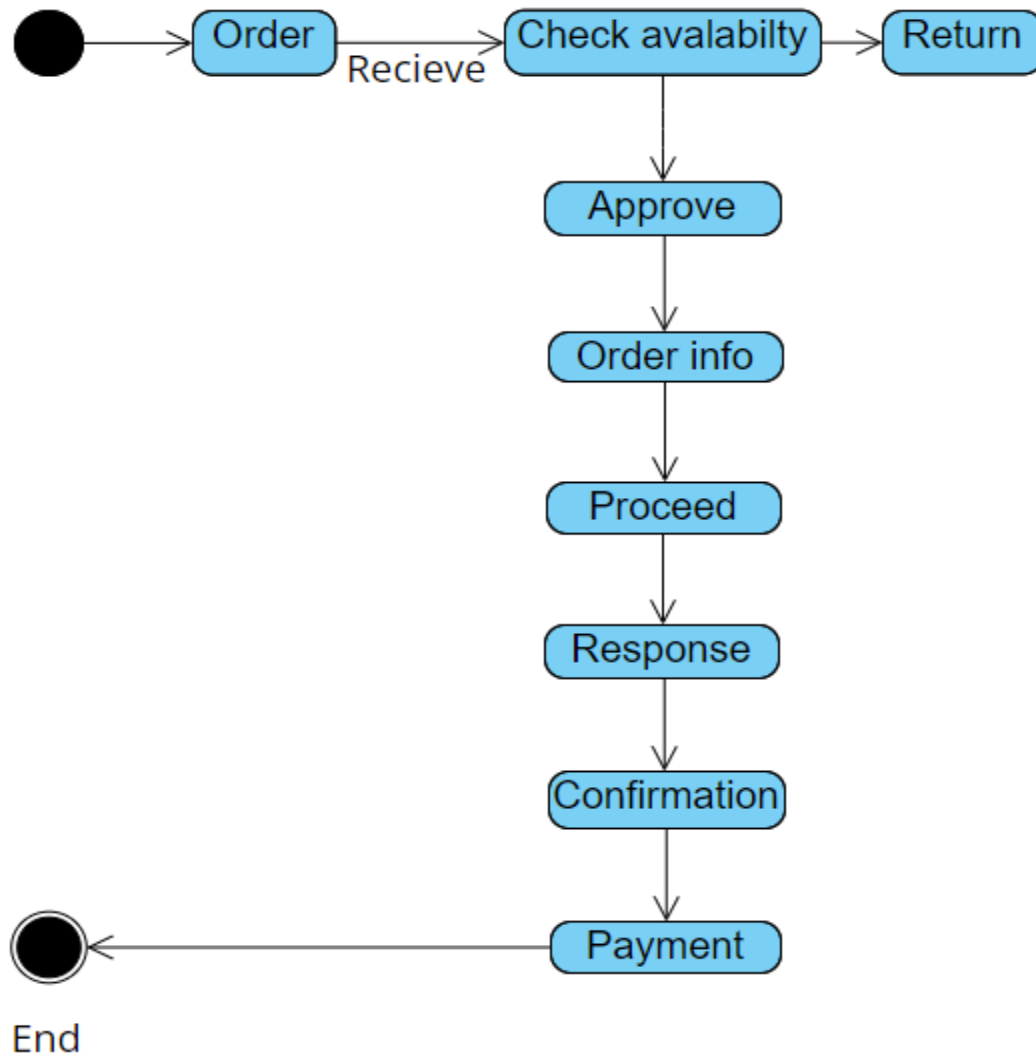 Order
Recieve
Check avalabilty
Return
Approve
Order info
Proceed
Response
Confirmation
Payment
End